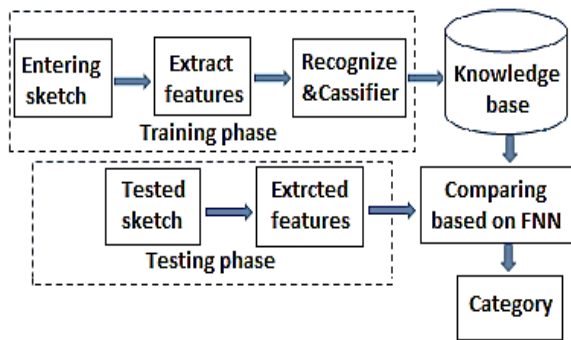 Entering
sketch
Extract
features
Recognize
&Cassifier
Training phase
Knowledge
base
Tested
sketch
Extrcted
features
Testing phase
Comparing
based on FNN
Category